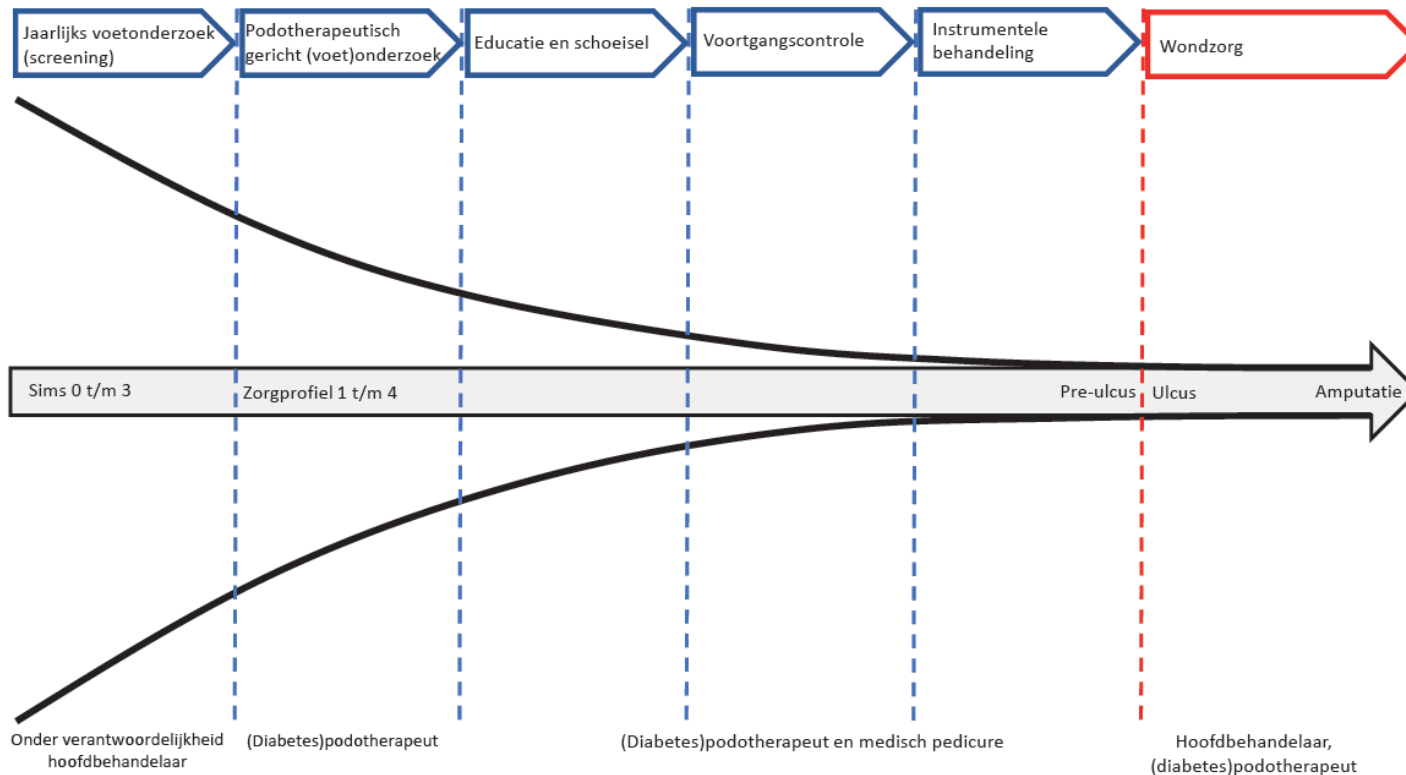 Jaarlijks voetonderzoek
(screening)
Podotherapeutisch
gericht (voet)onderzoek
Educatie en schoeisel
Voortgangscontrole
Instrumentele
behandeling
Wondzorg
Sims 0 t/m 3
Zorgprofiel 1 t/m 4
Pre-ulcus
Ulcus
Amputatie
Onder verantwoordelijkheid
hoofdbehandelaar
(Diabetes)podotherapeut
(Diabetes)podotherapeut en medisch pedicure
Hoofdbehandelaar,
(diabetes)podotherapeut